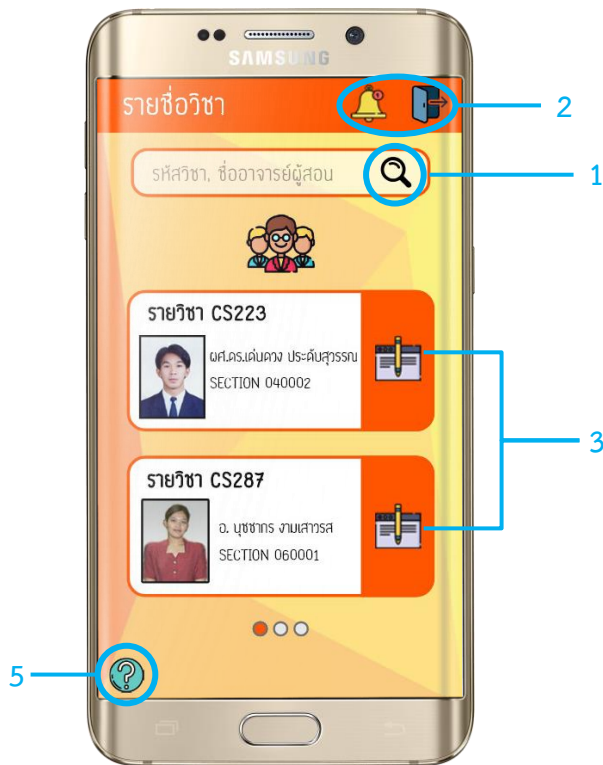 SAMSUNG
รายชื่อวิชา
2
รหัสวิชา, ชื่ออาจารย์ผู้สอน
1
รายวิชา CS223
ผศ.ดร.เด่นดวง ประดับสุวรรณ
SECTION 040002
3
รายวิชา CS287
อ. นุชชากร งามเสาวรส
SECTION 060001
5
?